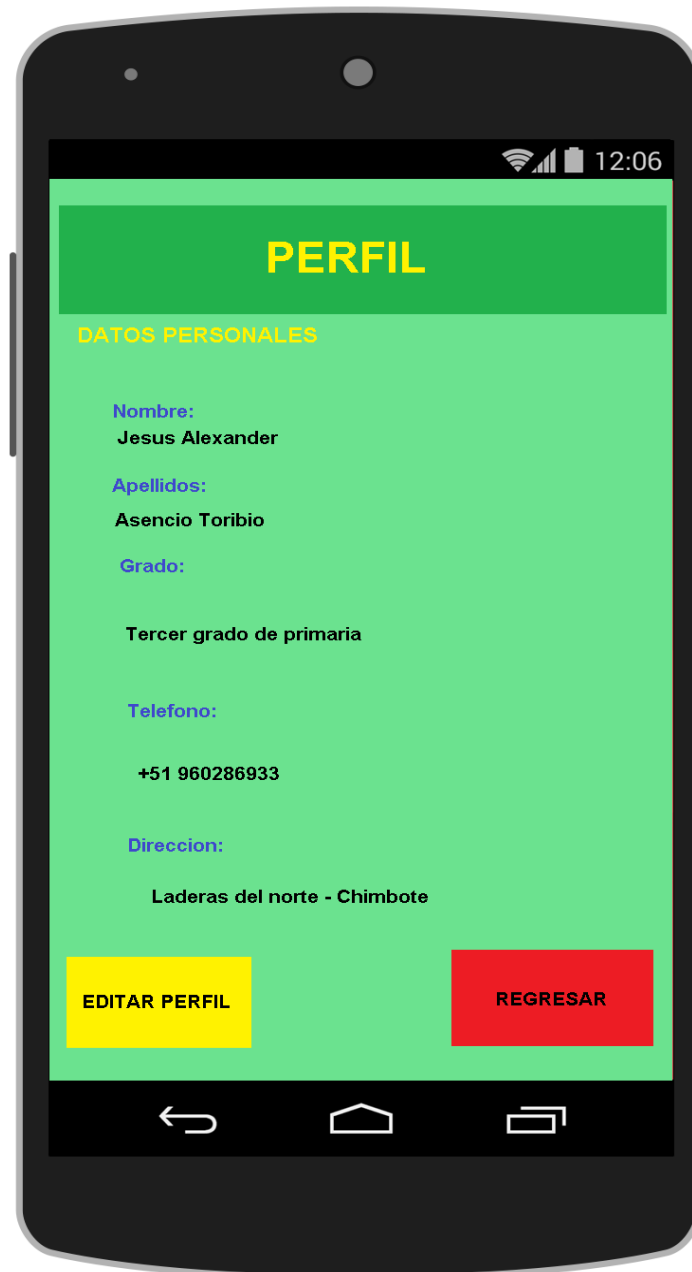 12:06
PERFIL
DATOS PERSONALES
Nombre:
Jesus Alexander
Apellidos:
Asencio Toribio
Grado:
Tercer grado de primaria
Telefono:
+51 960286933
Direccion:
Laderas del norte - Chimbote
EDITAR PERFIL
REGRESAR